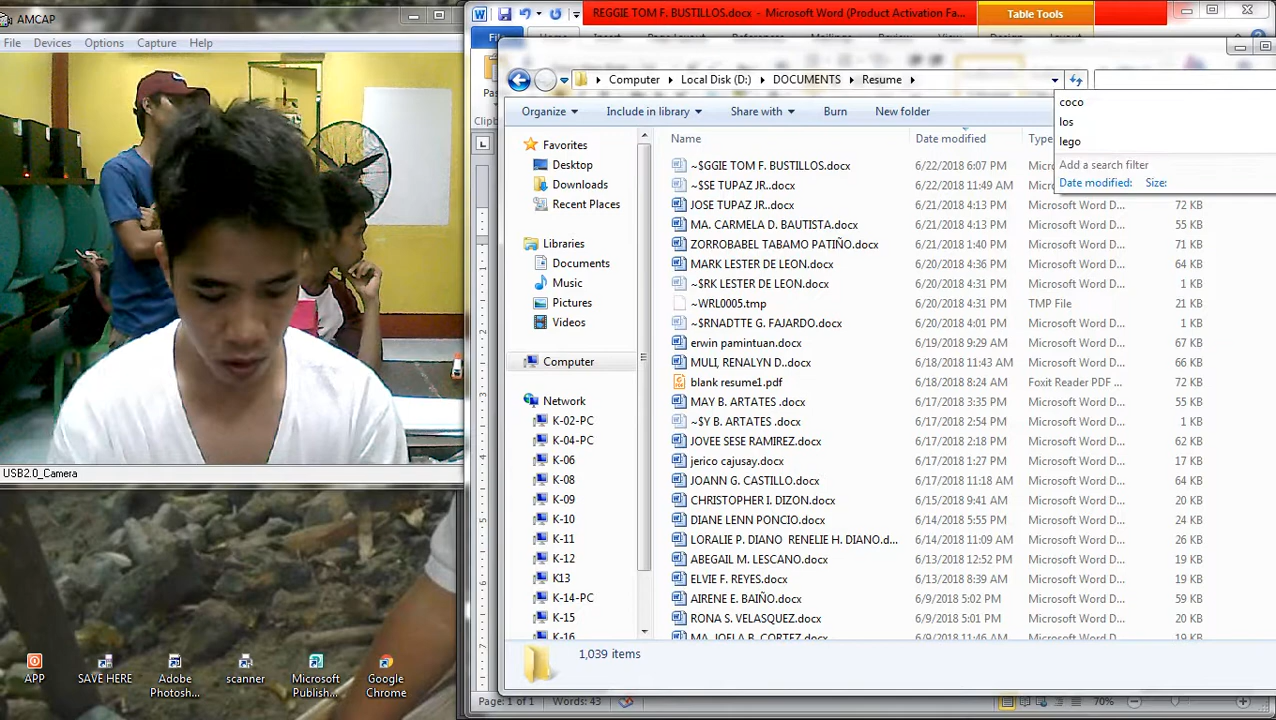 AMCAP
File Devices Options Capture Help
USB2.0_Camera
APP
SAVE HERE
Adobe Photosh...
scanner
Microsoft Publish...
Google Chrome
REGGIE TOM F. BUSTILLOS.docx - Microsoft Word (Product Activation Fa...
Table Tools
File
Pas
Clipb
Computer Local Disk (D:) DOCUMENTS Resume
Organize Include in library Share with Burn New folder
coco
los
lego
Add a search filter
Date modified: Size:
Favorites
Desktop
Downloads
Recent Places
Libraries
Documents
Music
Pictures
Videos
Computer
Network
K-02-PC
K-04-PC
K-06
K-08
K-09
K-10
K-11
K-12
K13
K-14-PC
K-15
K-16
Name Date modified Type
~$GGIE TOM F. BUSTILLOS.docx 6/22/2018 6:07 PM
~$SE TUPAZ JR..docx 6/22/2018 11:49 AM
JOSE TUPAZ JR..docx 6/21/2018 4:13 PM Microsoft Word D... 72 KB
MA. CARMELA D. BAUTISTA.docx 6/21/2018 4:13 PM Microsoft Word D... 55 KB
ZORROBABEL TABAMO PATIÑO.docx 6/21/2018 1:40 PM Microsoft Word D... 71 KB
MARK LESTER DE LEON.docx 6/20/2018 4:36 PM Microsoft Word D... 64 KB
~$RK LESTER DE LEON.docx 6/20/2018 4:31 PM Microsoft Word D... 1 KB
~WRL0005.tmp 6/20/2018 4:31 PM TMP File 21 KB
~$RNADTTE G. FAJARDO.docx 6/20/2018 4:01 PM Microsoft Word D... 1 KB
erwin pamintuan.docx 6/19/2018 9:29 AM Microsoft Word D... 67 KB
MULI, RENALYN D..docx 6/18/2018 11:43 AM Microsoft Word D... 66 KB
blank resume1.pdf 6/18/2018 8:24 AM Foxit Reader PDF ... 72 KB
MAY B. ARTATES .docx 6/17/2018 3:35 PM Microsoft Word D... 55 KB
~$Y B. ARTATES .docx 6/17/2018 2:54 PM Microsoft Word D... 1 KB
JOVEE SESE RAMIREZ.docx 6/17/2018 2:18 PM Microsoft Word D... 62 KB
jerico cajusay.docx 6/17/2018 1:27 PM Microsoft Word D... 17 KB
JOANN G. CASTILLO.docx 6/17/2018 11:18 AM Microsoft Word D... 60 KB
CHRISTOPHER I. DIZON.docx 6/15/2018 9:41 AM Microsoft Word D... 20 KB
DIANE LENN PONCIO.docx 6/14/2018 5:55 PM Microsoft Word D... 24 KB
LORALIE P. DIANO RENELIE H. DIANO.d... 6/14/2018 11:09 AM Microsoft Word D... 20 KB
ABEGAIL M. LESCANO.docx 6/13/2018 12:52 PM Microsoft Word D... 19 KB
ELVIE F. REYES.docx 6/13/2018 8:39 AM Microsoft Word D... 19 KB
AIRENE E. BAIÑO.docx 6/9/2018 5:02 PM Microsoft Word D... 59 KB
RONA S. VELASQUEZ.docx 6/9/2018 5:01 PM Microsoft Word D... 19 KB
MA. JOELA B. CORTEZ.docx 6/9/2018 11:46 AM Microsoft Word D... 19 KB
1,039 items
Page: 1 of 1 Words: 43 70%